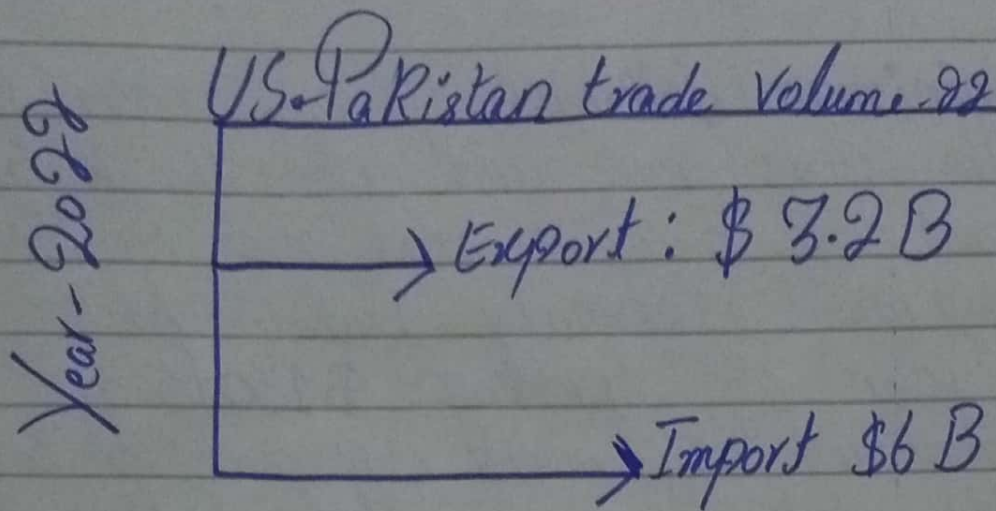 Year-2022
US-Pakistan trade Volume-22
Export: $ 3.2 B
Import $6 B